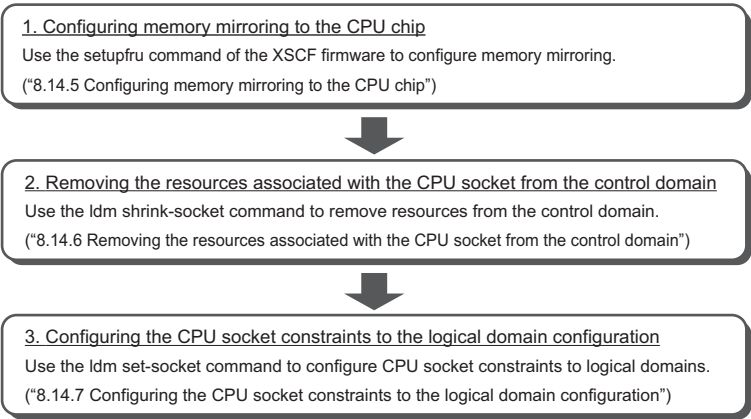 1. Configuring memory mirroring to the CPU chip
Use the setupfru command of the XSCF firmware to configure memory mirroring.
(“8.14.5 Configuring memory mirroring to the CPU chip”)
2. Removing the resources associated with the CPU socket from the control domain
Use the ldm shrink-socket command to remove resources from the control domain.
(“8.14.6 Removing the resources associated with the CPU socket from the control domain”)
3. Configuring the CPU socket constraints to the logical domain configuration
Use the ldm set-socket command to configure CPU socket constraints to logical domains.
(“8.14.7 Configuring the CPU socket constraints to the logical domain configuration”)